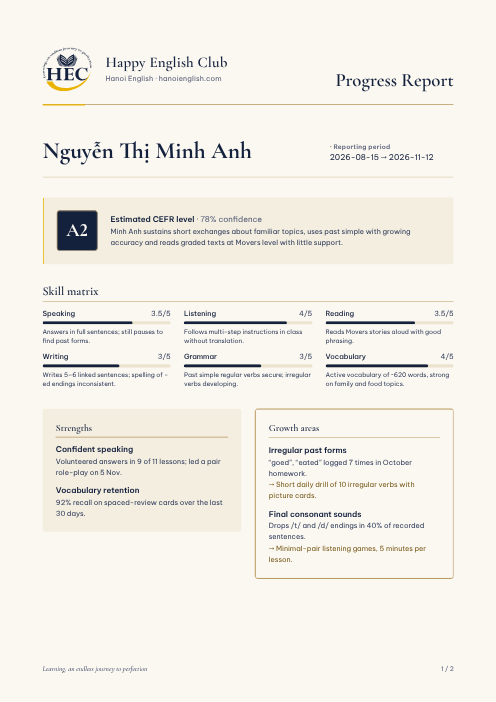 HEC
Happy English Club
Hanoi English · hanoienglish.com
Progress Report
Nguyễn Thị Minh Anh
· Reporting period
2026-08-15 → 2026-11-12
A2
Estimated CEFR level · 78% confidence
Minh Anh sustains short exchanges about familiar topics, uses past simple with growing
accuracy and reads graded texts at Movers level with little support.
Skill matrix
Speaking 3.5/5
Answers in full sentences; still pauses to
find past forms.
Listening 4/5
Follows multi-step instructions in class
without translation.
Reading 3.5/5
Reads Movers stories aloud with good
phrasing.
Writing 3/5
Writes 5–6 linked sentences; spelling of -
ed endings inconsistent.
Grammar 3/5
Past simple regular verbs secure; irregular
verbs developing.
Vocabulary 4/5
Active vocabulary of ~620 words, strong
on family and food topics.
Strengths
Confident speaking
Volunteered answers in 9 of 11 lessons; led a pair
role-play on 5 Nov.
Vocabulary retention
92% recall on spaced-review cards over the last
30 days.
Growth areas
Irregular past forms
"goed", "eated" logged 7 times in October
homework.
→ Short daily drill of 10 irregular verbs with
picture cards.
Final consonant sounds
Drops /t/ and /d/ endings in 40% of recorded
sentences.
→ Minimal-pair listening games, 5 minutes per
lesson.
Learning, an endless journey to perfection
1 / 2